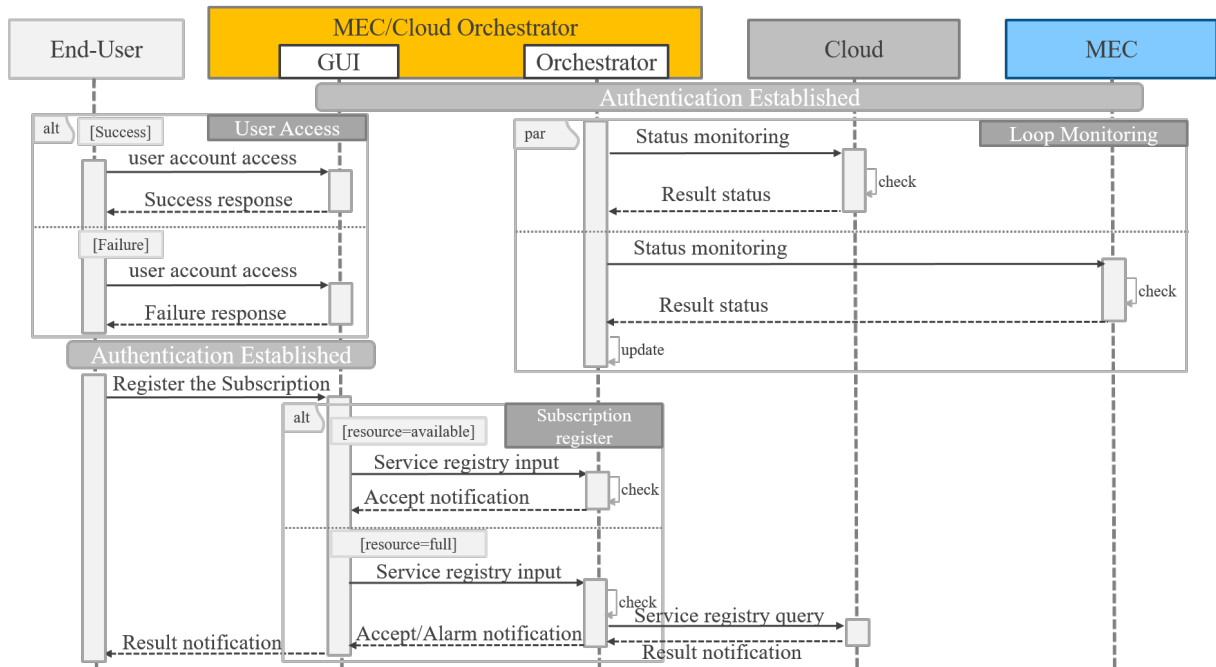 End-User
MEC/Cloud Orchestrator
GUI
Orchestrator
Cloud
MEC
Authentication Established
alt
[Success]
User Access
user account access
Success response
[Failure]
user account access
Failure response
par
Loop Monitoring
Status monitoring
check
Result status
Status monitoring
check
Result status
update
Authentication Established
Register the Subscription
alt
[resource=available]
Subscription
register
Service registry input
check
Accept notification
[resource=full]
Service registry input
check
Service registry query
Accept/Alarm notification
Result notification
Result notification